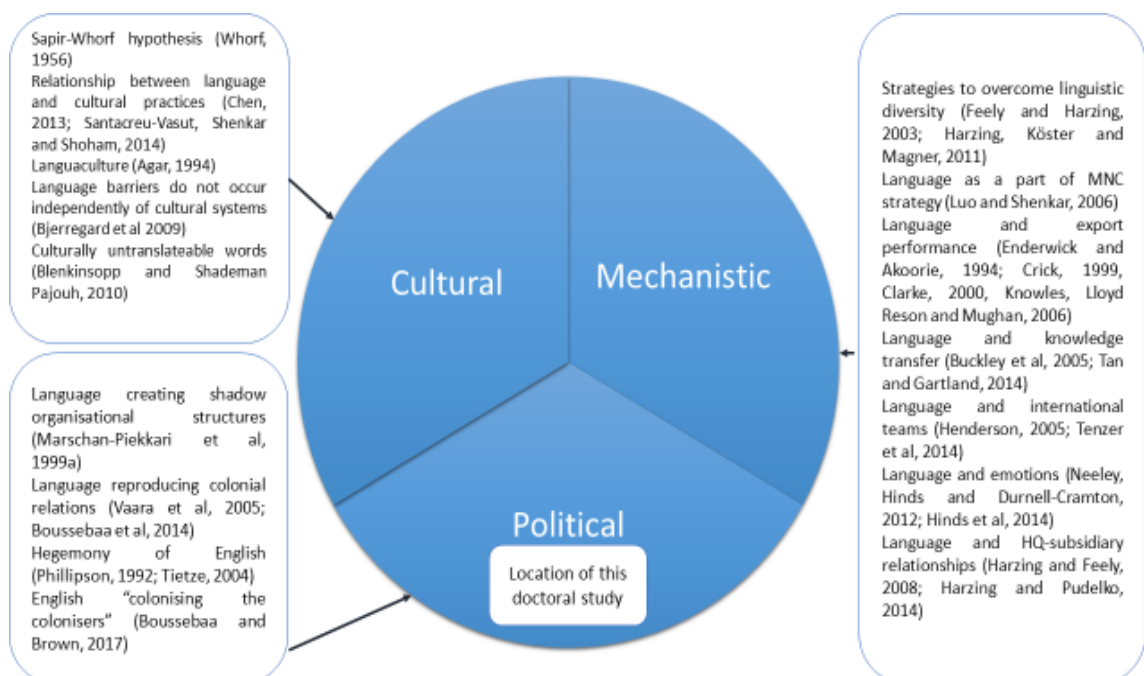 Sapir-Whorf hypothesis (Whorf,
1956)
Relationship between language
and cultural practices (Chen,
2013; Santacreu-Vasut, Shenkar
and Shoham, 2014)
Languaculture (Agar, 1994)
Language barriers do not occur
independently of cultural systems
(Bjerregard et al 2009)
Culturally untranslateable words
(Blenkinsopp and Shademan
Pajouh, 2010)
Language creating shadow
organisational structures
(Marschan-Piekkari et al,
1999a)
Language reproducing colonial
relations (Vaara et al, 2005;
Boussebaa et al, 2014)
Hegemony of English
(Phillipson, 1992; Tietze, 2004)
English “colonising the
colonisers” (Boussebaa and
Brown, 2017)
Cultural
Mechanistic
Political
Location of this
doctoral study
Strategies to overcome linguistic
diversity (Feely and Harzing,
2003; Harzing, Köster and
Magner, 2011)
Language as a part of MNC
strategy (Luo and Shenkar, 2006)
Language and export
performance (Enderwick and
Akoorie, 1994; Crick, 1999,
Clarke, 2000, Knowles, Lloyd
Reson and Mughan, 2006)
Language and knowledge
transfer (Buckley et al, 2005; Tan
and Gartland, 2014)
Language and international
teams (Henderson, 2005; Tenzer
et al, 2014)
Language and emotions (Neeley,
Hinds and Durnell-Cramton,
2012; Hinds et al, 2014)
Language and HQ-subsidiary
relationships (Harzing and Feely,
2008; Harzing and Pudelko,
2014)